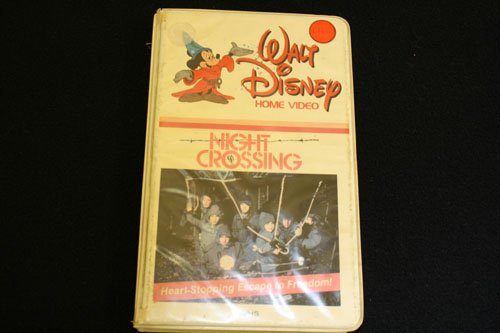 WALT
DISNEY
HOME VIDEO
NIGHT
CROSSING
Heart-Stopping Escape to Freedom!